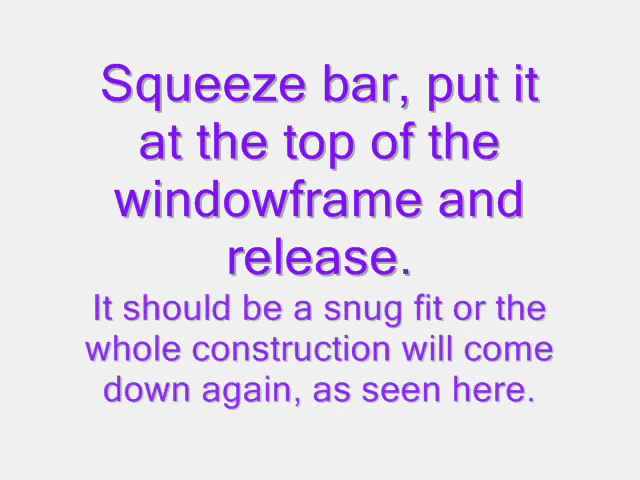 Squeeze bar, put it
at the top of the
windowframe and
release.
It should be a snug fit or the
whole construction will come
down again, as seen here.